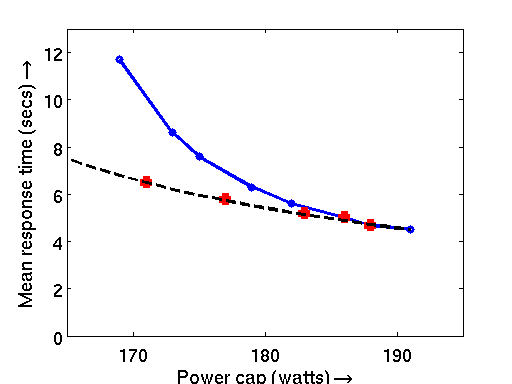 12
10
8
6
4
2
0
Mean response time (secs) →
170 180 190
Power cap (watts) →